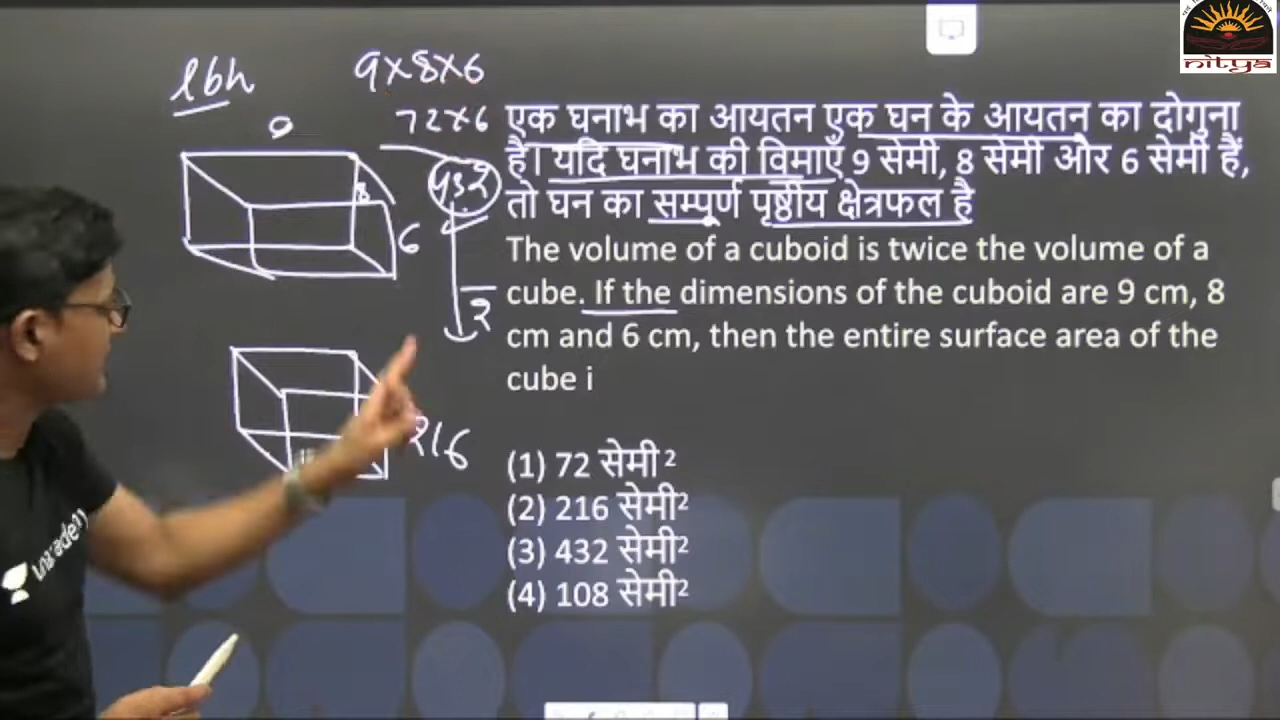 lbh
9×8×6
72×6
432
9
8
6
2
216
nitya
एक घनाभ का आयतन एक घन के आयतन का दोगुना
है। यदि घनाभ की विमाएँ 9 सेमी, 8 सेमी और 6 सेमी हैं,
तो घन का सम्पूर्ण पृष्ठीय क्षेत्रफल है
The volume of a cuboid is twice the volume of a
cube. If the dimensions of the cuboid are 9 cm, 8
cm and 6 cm, then the entire surface area of the
cube i
(1) 72 सेमी²
(2) 216 सेमी²
(3) 432 सेमी²
(4) 108 सेमी²